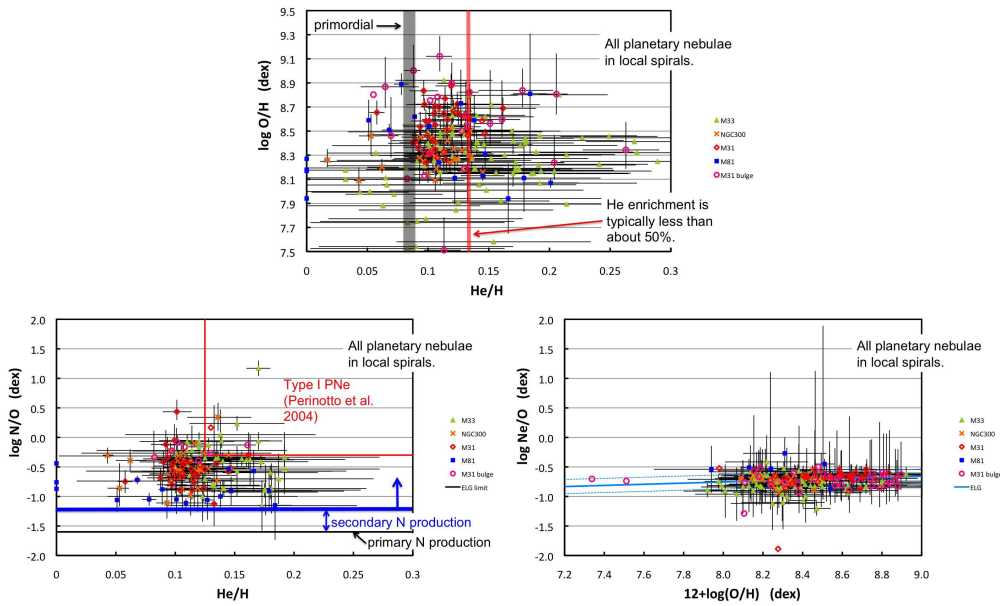 9.5
9.3
9.1
8.9
8.7
8.5
8.3
8.1
7.9
7.7
7.5
log O/H (dex)
primordial
All planetary nebulae
in local spirals.
M33
NGC300
M31
M81
M31 bulge
He enrichment is
typically less than
about 50%.
0 0.05 0.1 0.15 0.2 0.25 0.3
He/H
2.0
1.5
1.0
0.5
0.0
-0.5
-1.0
-1.5
-2.0
log N/O (dex)
All planetary nebulae
in local spirals.
Type I PNe
(Perinotto et al.
2004)
M33
NGC300
M31
M81
M31 bulge
ELG limit
secondary N production
primary N production
0 0.05 0.1 0.15 0.2 0.25 0.3
He/H
2.0
1.5
1.0
0.5
0.0
-0.5
-1.0
-1.5
-2.0
log Ne/O (dex)
All planetary nebulae
in local spirals.
M33
NGC300
M31
M81
M31 bulge
ELG
7.2 7.4 7.6 7.8 8.0 8.2 8.4 8.6 8.8 9.0
12+log(O/H) (dex)